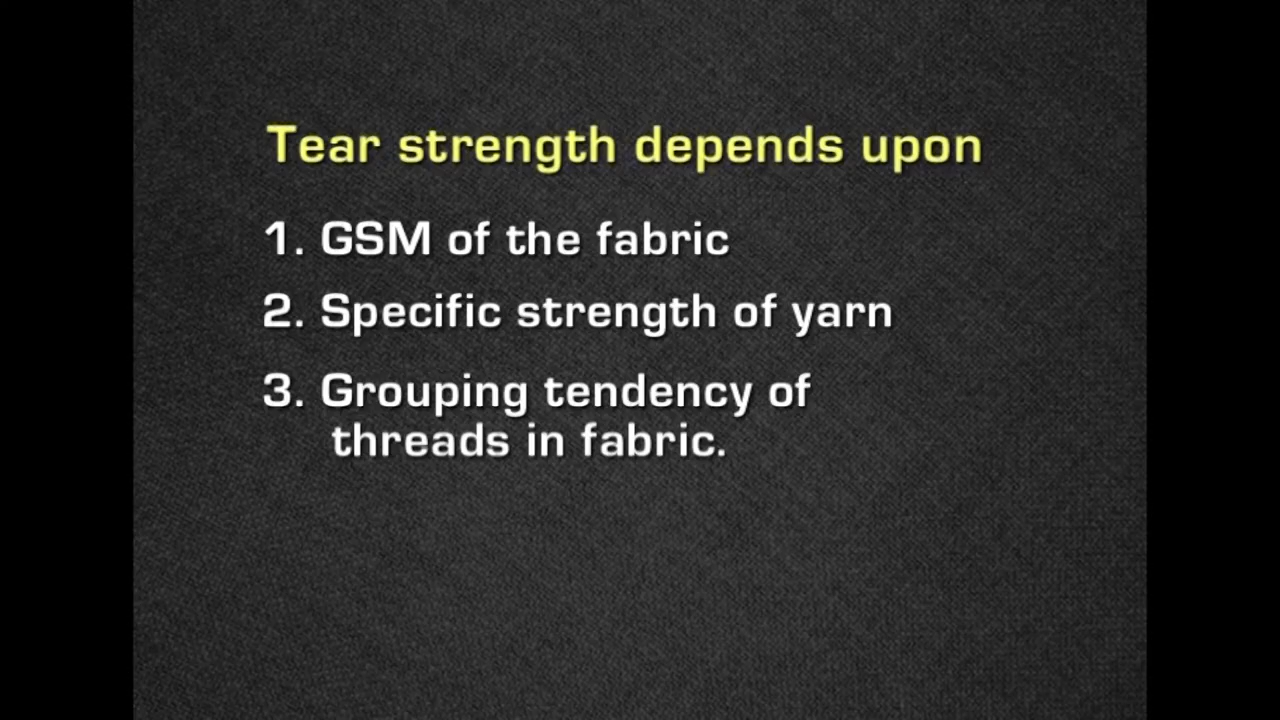 Tear strength depends upon
1. GSM of the fabric
2. Specific strength of yarn
3. Grouping tendency of
threads in fabric.